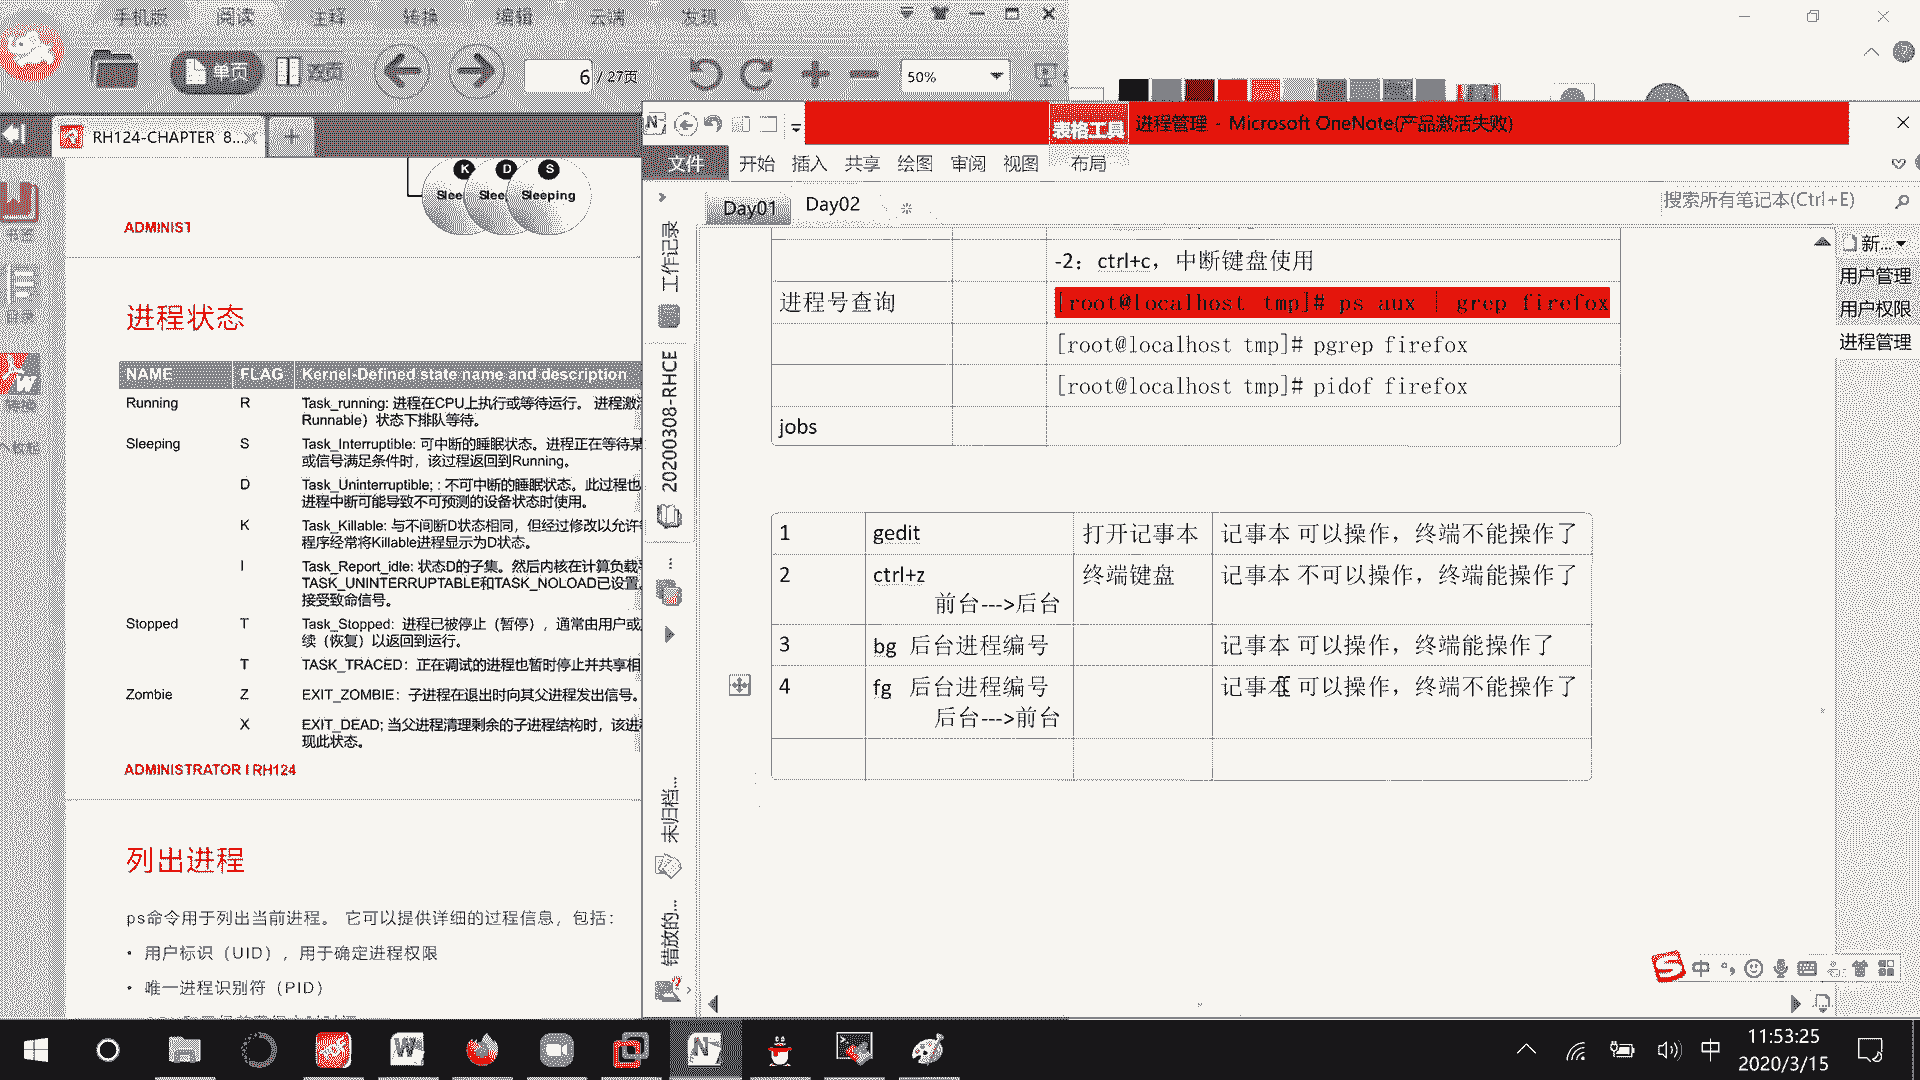 手机版 阅读 注释 转换 编辑 云端 发现
单页 双页 6 / 27页 50%
RH124-CHAPTER 8....
K D S
Slee Slee Sleeping
ADMINIST
进程状态
NAME FLAG Kernel-Defined state name and description
Running R Task_running: 进程在CPU上执行或等待运行。 进程激
Runnable）状态下排队等待。
Sleeping S Task_Interruptible: 可中断的睡眠状态。进程正在等待某
或信号满足条件时，该过程返回到Running。
D Task_Uninterruptible; : 不可中断的睡眠状态。此过程也
进程中断可能导致不可预测的设备状态时使用。
K Task_Killable: 与不间断D状态相同，但经过修改以允许
程序经常将Killable进程显示为D状态。
I Task_Report_idle: 状态D的子集。然后内核在计算负载
TASK_UNINTERRUPTABLE和TASK_NOLOAD已设置
接受致命信号。
Stopped T Task_Stopped: 进程已被停止（暂停），通常由用户或
续（恢复）以返回到运行。
T TASK_TRACED：正在调试的进程也暂时停止并共享相
Zombie Z EXIT_ZOMBIE：子进程在退出时向其父进程发出信号。
X EXIT_DEAD; 当父进程清理剩余的子进程结构时，该进
现此状态。
ADMINISTRATOR I RH124
列出进程
ps命令用于列出当前进程。 它可以提供详细的过程信息，包括：
• 用户标识（UID），用于确定进程权限
• 唯一进程识别符（PID）
表格工具 进程管理 - Microsoft OneNote(产品激活失败)
文件 开始 插入 共享 绘图 审阅 视图 布局
Day01 Day02
搜索所有笔记本(Ctrl+E)
工作记录
20200308-RHCE
未归档...
错放的...
新...
用户管理
用户权限
进程管理
-2：ctrl+c，中断键盘使用
进程号查询 [root@localhost tmp]# ps aux | grep firefox
[root@localhost tmp]# pgrep firefox
[root@localhost tmp]# pidof firefox
jobs
1 gedit 打开记事本 记事本 可以操作，终端不能操作了
2 ctrl+z 终端键盘 记事本 不可以操作，终端能操作了
前台--->后台
3 bg 后台进程编号 记事本 可以操作，终端能操作了
4 fg 后台进程编号 记事本 可以操作，终端不能操作了
后台--->前台
中
中
11:53:25
2020/3/15